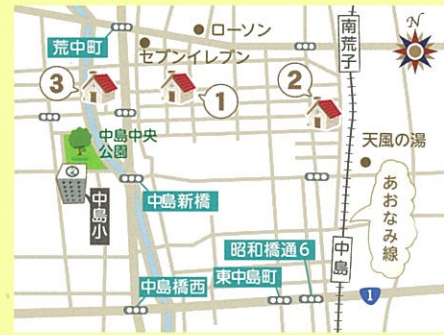 ローソン
セブンイレブン
荒中町
南荒子
N
3
1
2
中島中央
公園
天風の湯
中島小
中島新橋
あおなみ線
昭和橋通6
中島
中島橋西
東中島町
1